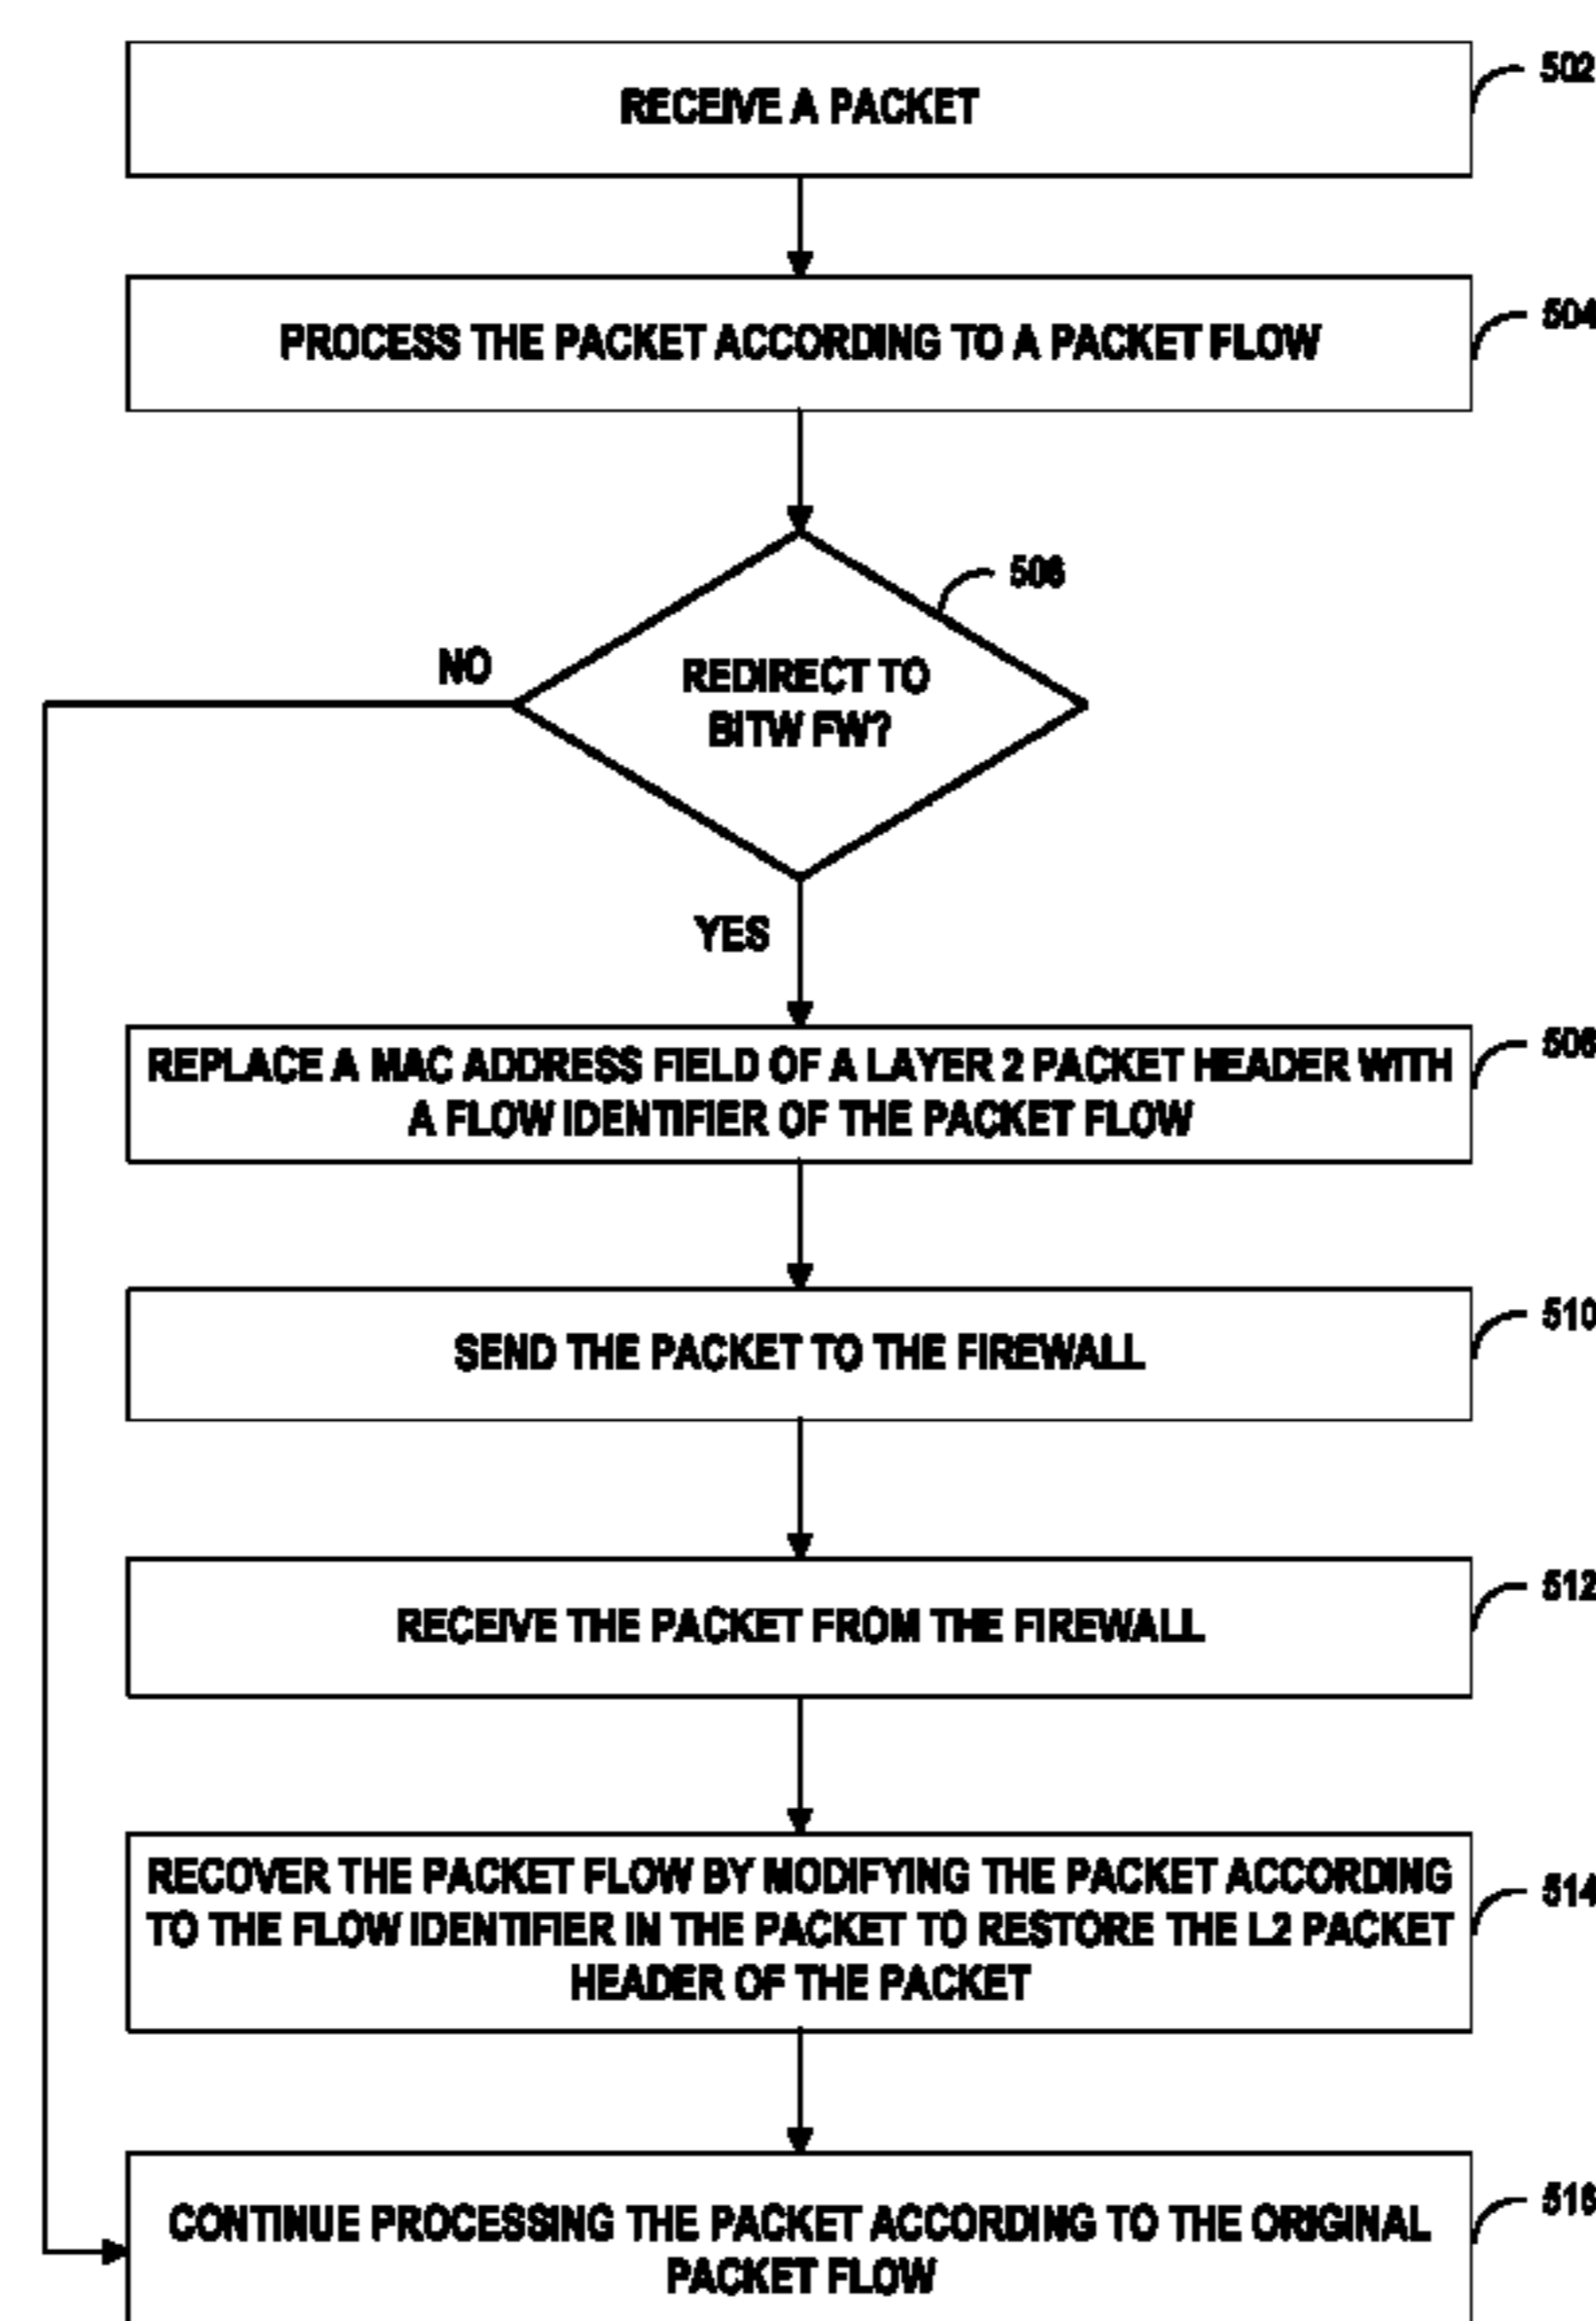 RECEIVE A PACKET
502
PROCESS THE PACKET ACCORDING TO A PACKET FLOW
504
506
NO
REDIRECT TO
BITW FW?
YES
REPLACE A MAC ADDRESS FIELD OF A LAYER 2 PACKET HEADER WITH
A FLOW IDENTIFIER OF THE PACKET FLOW
508
SEND THE PACKET TO THE FIREWALL
510
RECEIVE THE PACKET FROM THE FIREWALL
512
RECOVER THE PACKET FLOW BY MODIFYING THE PACKET ACCORDING
TO THE FLOW IDENTIFIER IN THE PACKET TO RESTORE THE L2 PACKET
HEADER OF THE PACKET
514
CONTINUE PROCESSING THE PACKET ACCORDING TO THE ORIGINAL
PACKET FLOW
516